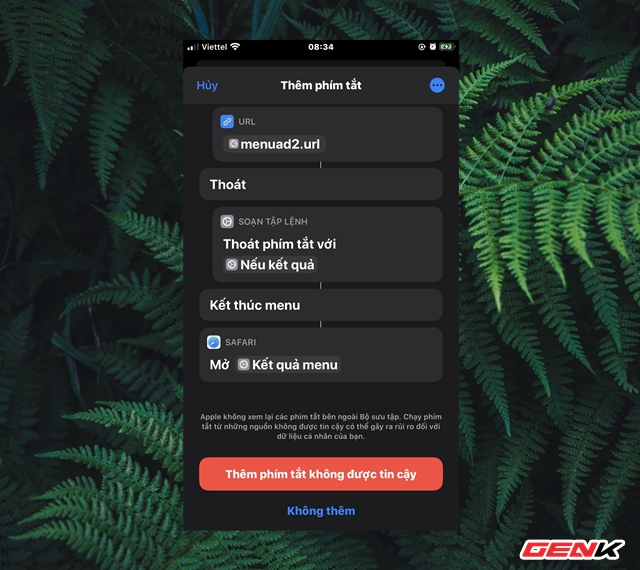 Viettel
08:34
Hủy
Thêm phím tắt
URL
menuad2.url
Thoát
SOẠN TẬP LỆNH
Thoát phím tắt với
Nếu kết quả
Kết thúc menu
SAFARI
Mở Kết quả menu
Apple không xem lại các phím tắt bên ngoài Bộ sưu tập. Chạy phím
tắt từ những nguồn không được tin cậy có thể gây ra rủi ro đối với
dữ liệu cá nhân của bạn.
Thêm phím tắt không được tin cậy
Không thêm
GENK